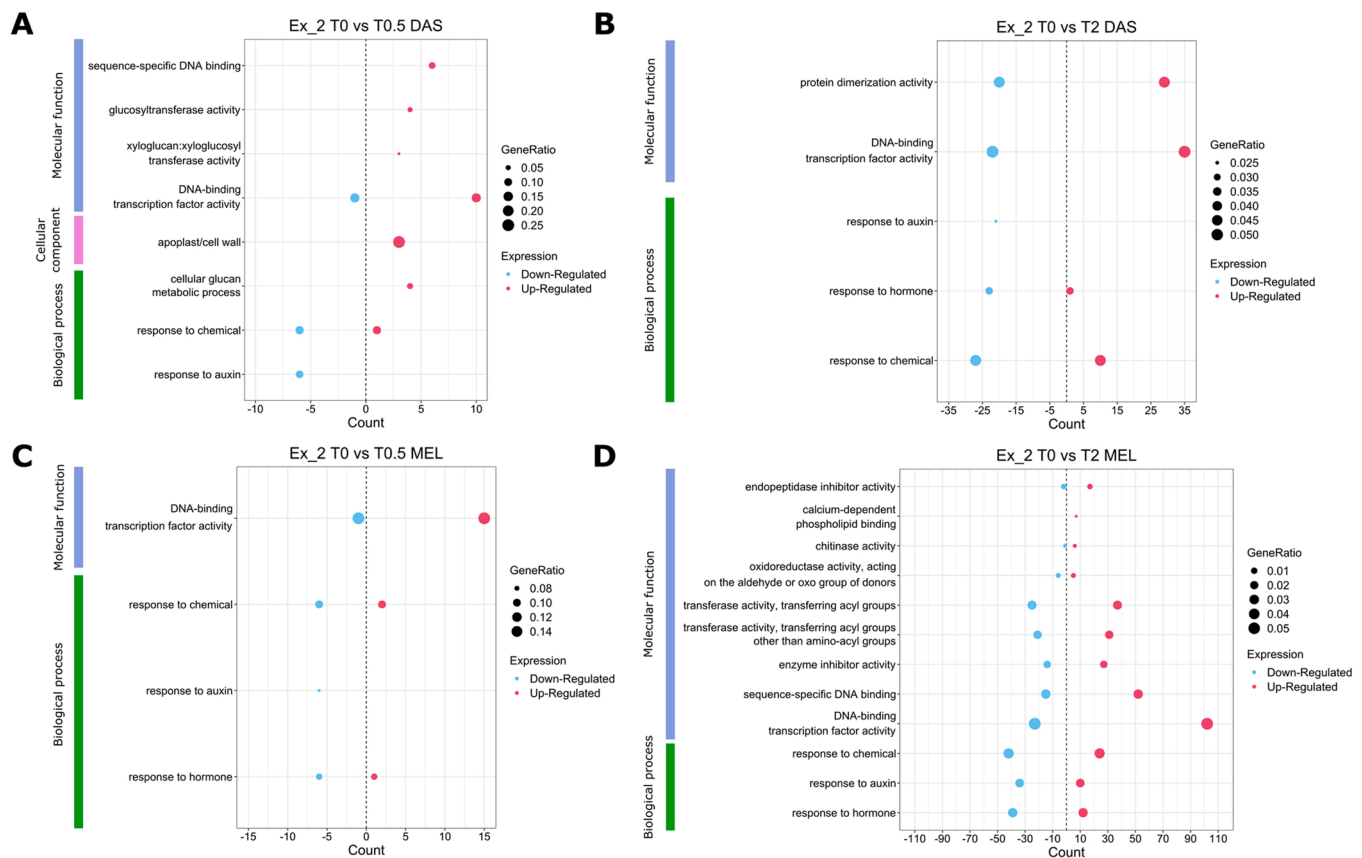 A
Ex_2 T0 vs T0.5 DAS
Molecular function
Cellular
component
Biological process
sequence-specific DNA binding
glucosyltransferase activity
xyloglucan:xyloglucosyl
transferase activity
DNA-binding
transcription factor activity
apoplast/cell wall
cellular glucan
metabolic process
response to chemical
response to auxin
-10 -5 0 5 10
Count
GeneRatio
0.05
0.10
0.15
0.20
0.25
Expression
Down-Regulated
Up-Regulated
B
Ex_2 T0 vs T2 DAS
Molecular function
Biological process
protein dimerization activity
DNA-binding
transcription factor activity
response to auxin
response to hormone
response to chemical
-35 -25 -15 -5 5 15 25 35
Count
GeneRatio
0.025
0.030
0.035
0.040
0.045
0.050
Expression
Down-Regulated
Up-Regulated
C
Ex_2 T0 vs T0.5 MEL
Molecular function
Biological process
DNA-binding
transcription factor activity
response to chemical
response to auxin
response to hormone
-15 -10 -5 0 5 10 15
Count
GeneRatio
0.08
0.10
0.12
0.14
Expression
Down-Regulated
Up-Regulated
D
Ex_2 T0 vs T2 MEL
Molecular function
Biological process
endopeptidase inhibitor activity
calcium-dependent
phospholipid binding
chitinase activity
oxidoreductase activity, acting
on the aldehyde or oxo group of donors
transferase activity, transferring acyl groups
transferase activity, transferring acyl groups
other than amino-acyl groups
enzyme inhibitor activity
sequence-specific DNA binding
DNA-binding
transcription factor activity
response to chemical
response to auxin
response to hormone
-110 -90 -70 -50 -30 -10 10 30 50 70 90 110
Count
GeneRatio
0.01
0.02
0.03
0.04
0.05
Expression
Down-Regulated
Up-Regulated